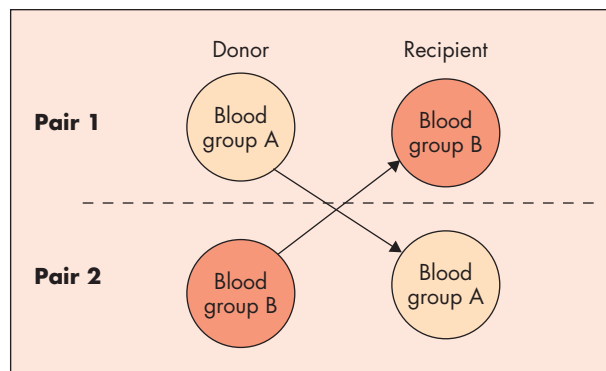 Donor
Recipient
Pair 1
Blood
group A
Blood
group B
Pair 2
Blood
group B
Blood
group A